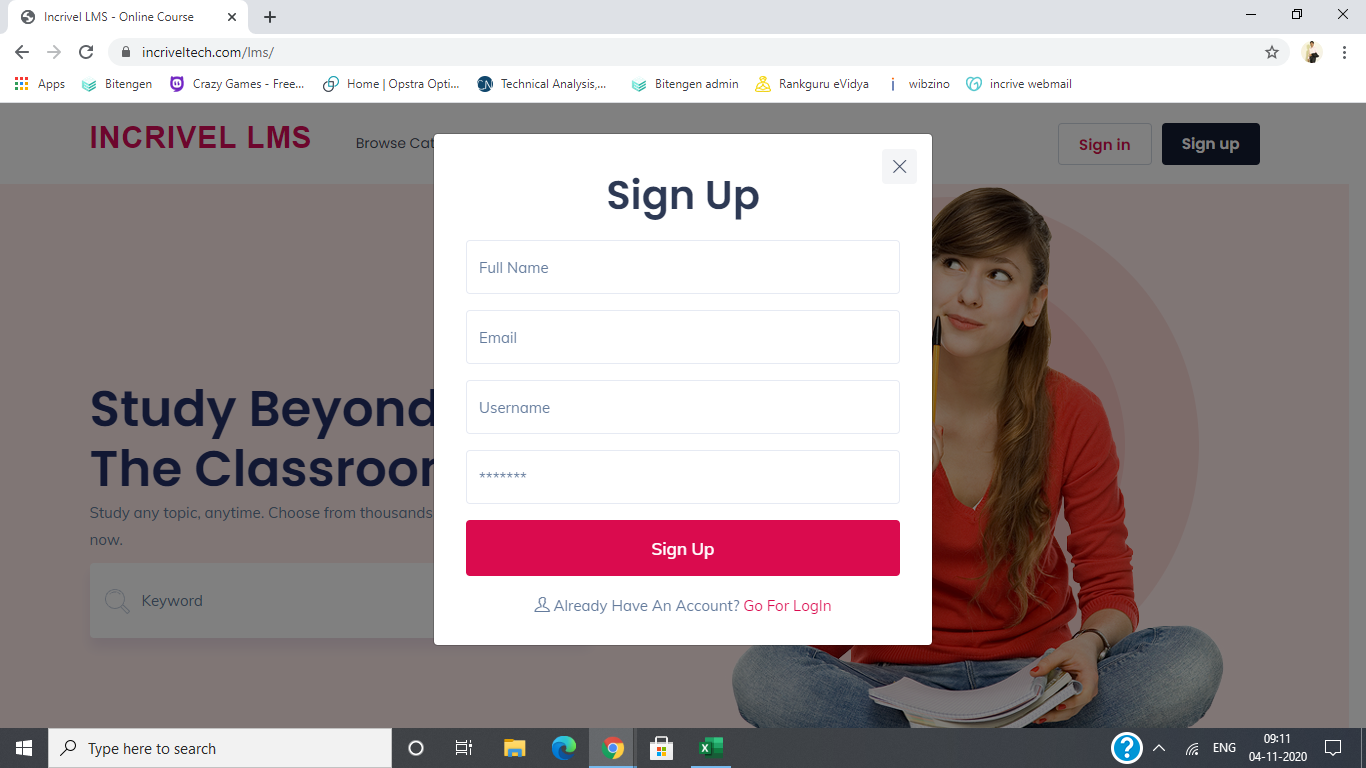 Incrivel LMS - Online Course
incriveltech.com/lms/
Apps Bitengen Crazy Games - Free... Home | Opstra Opti... Technical Analysis,... Bitengen admin Rankguru eVidya wibzino incrive webmail
INCRIVEL LMS Browse Cat Sign in Sign up
Sign Up
Full Name
Email
Username
*******
Sign Up
Already Have An Account? Go For LogIn
Study Beyond
The Classroom
Study any topic, anytime. Choose from thousands
now.
Keyword
Type here to search
ENG
09:11
04-11-2020